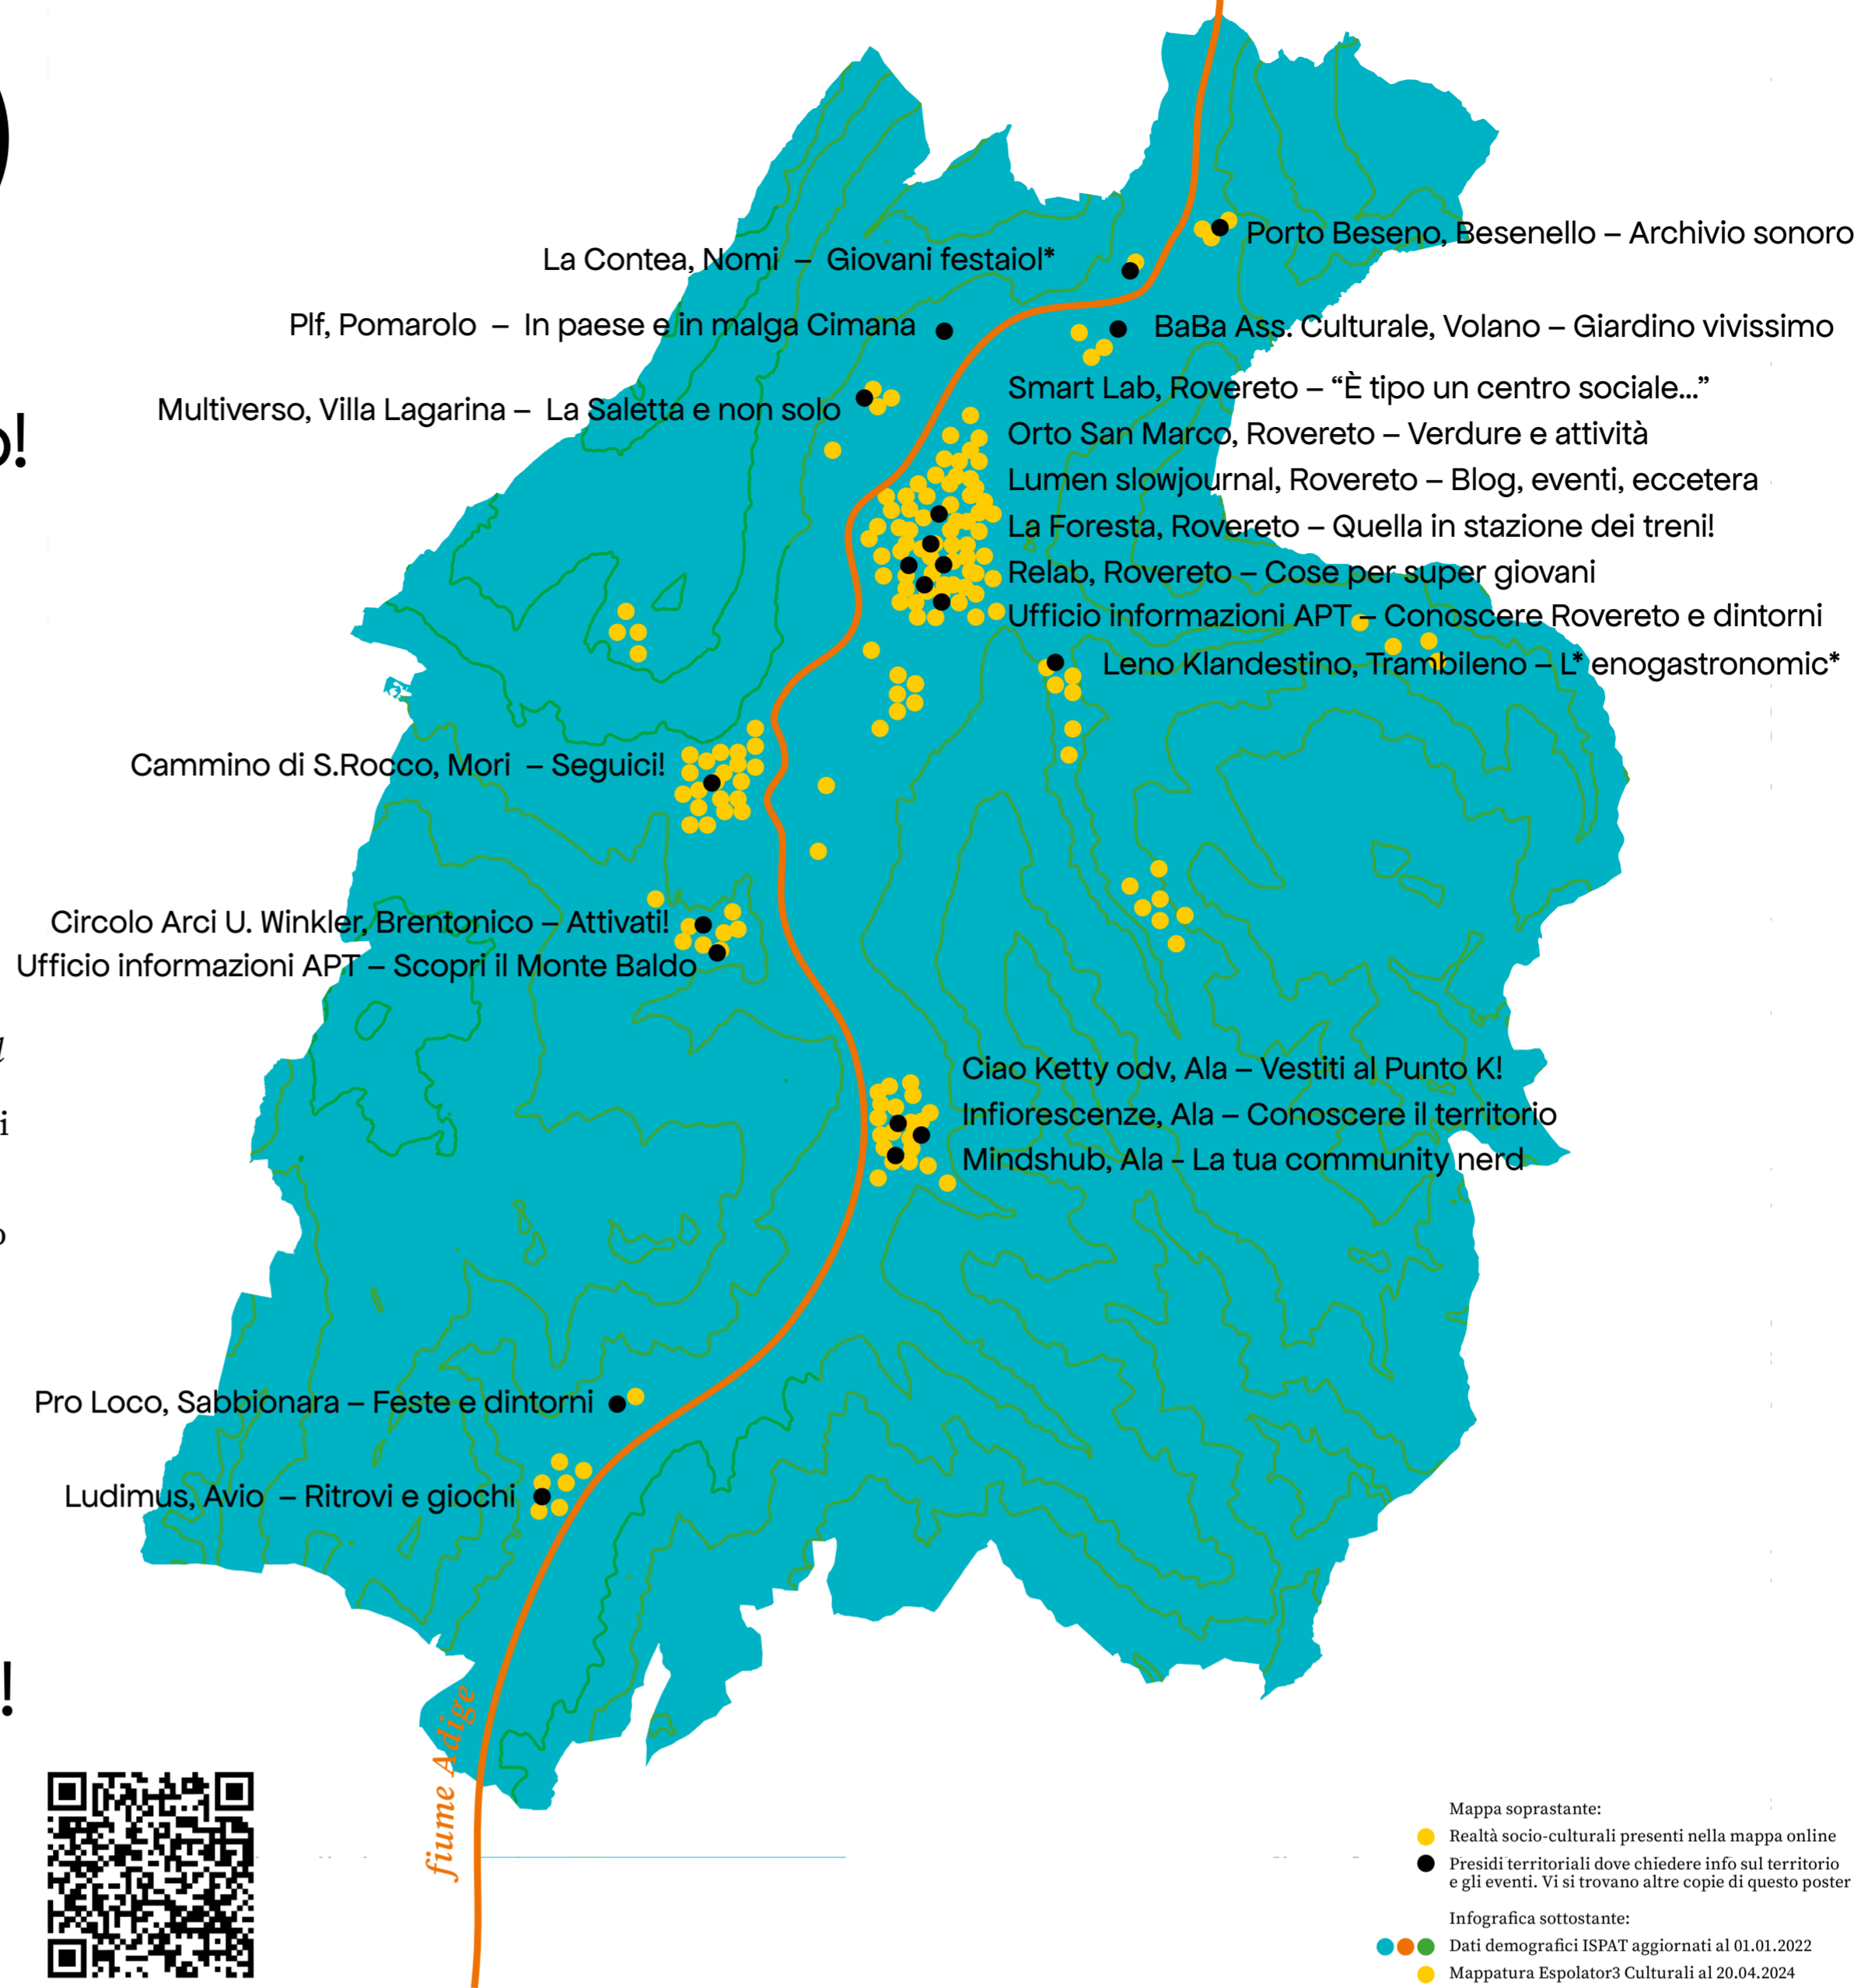 o!
Porto Beseno, Besenello – Archivio sonoro
La Contea, Nomi – Giovani festaiol*
Plf, Pomarolo – In paese e in malga Cimana
BaBa Ass. Culturale, Volano – Giardino vivissimo
Multiverso, Villa Lagarina – La Saletta e non solo
Smart Lab, Rovereto – “È tipo un centro sociale...”
Orto San Marco, Rovereto – Verdure e attività
Lumen slowjournal, Rovereto – Blog, eventi, eccetera
La Foresta, Rovereto – Quella in stazione dei treni!
Relab, Rovereto – Cose per super giovani
Ufficio informazioni APT – Conoscere Rovereto e dintorni
Leno Klandestino, Trambileno – L* enogastronomic*
Cammino di S.Rocco, Mori – Seguici!
Circolo Arci U. Winkler, Brentonico – Attivati!
Ufficio informazioni APT – Scopri il Monte Baldo
l
i
o
Ciao Ketty odv, Ala – Vestiti al Punto K!
Infiorescenze, Ala – Conoscere il territorio
Mindshub, Ala - La tua community nerd
Pro Loco, Sabbionara – Feste e dintorni
Ludimus, Avio – Ritrovi e giochi
!
fiume Adige
Mappa soprastante:
Realtà socio-culturali presenti nella mappa online
Presidi territoriali dove chiedere info sul territorio
e gli eventi. Vi si trovano altre copie di questo poster
Infografica sottostante:
Dati demografici ISPAT aggiornati al 01.01.2022
Mappatura Espolator3 Culturali al 20.04.2024